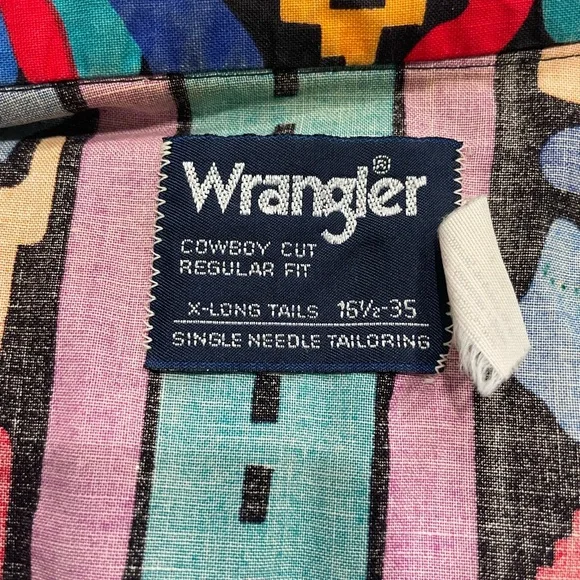 Wrangler®
COWBOY CUT
REGULAR FIT
X-LONG TAILS 16½-35
SINGLE NEEDLE TAILORING